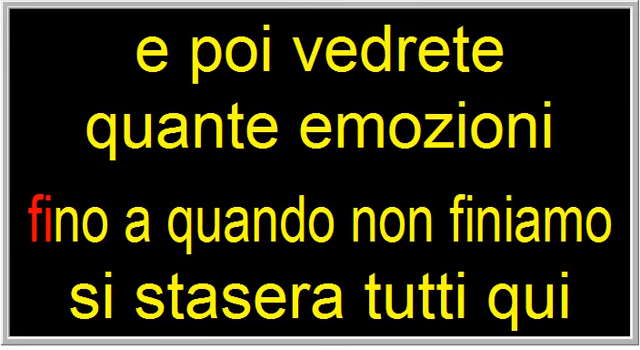 e poi vedrete
quante emozioni
fino a quando non finiamo
si stasera tutti qui